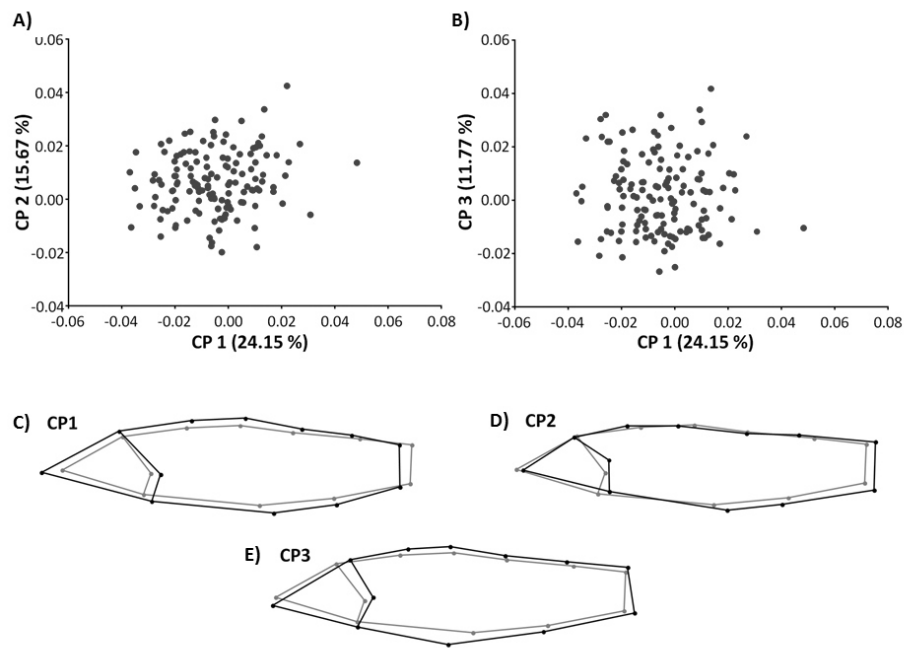 A)
0.06
0.04
0.02
0.00
-0.02
-0.04
CP 2 (15.67 %)
-0.06 -0.04 -0.02 0.00 0.02 0.04 0.06 0.08
CP 1 (24.15 %)
B)
0.06
0.04
0.02
0.00
-0.02
-0.04
CP 3 (11.77 %)
-0.06 -0.04 -0.02 0.00 0.02 0.04 0.06 0.08
CP 1 (24.15 %)
C) CP1
D) CP2
E) CP3